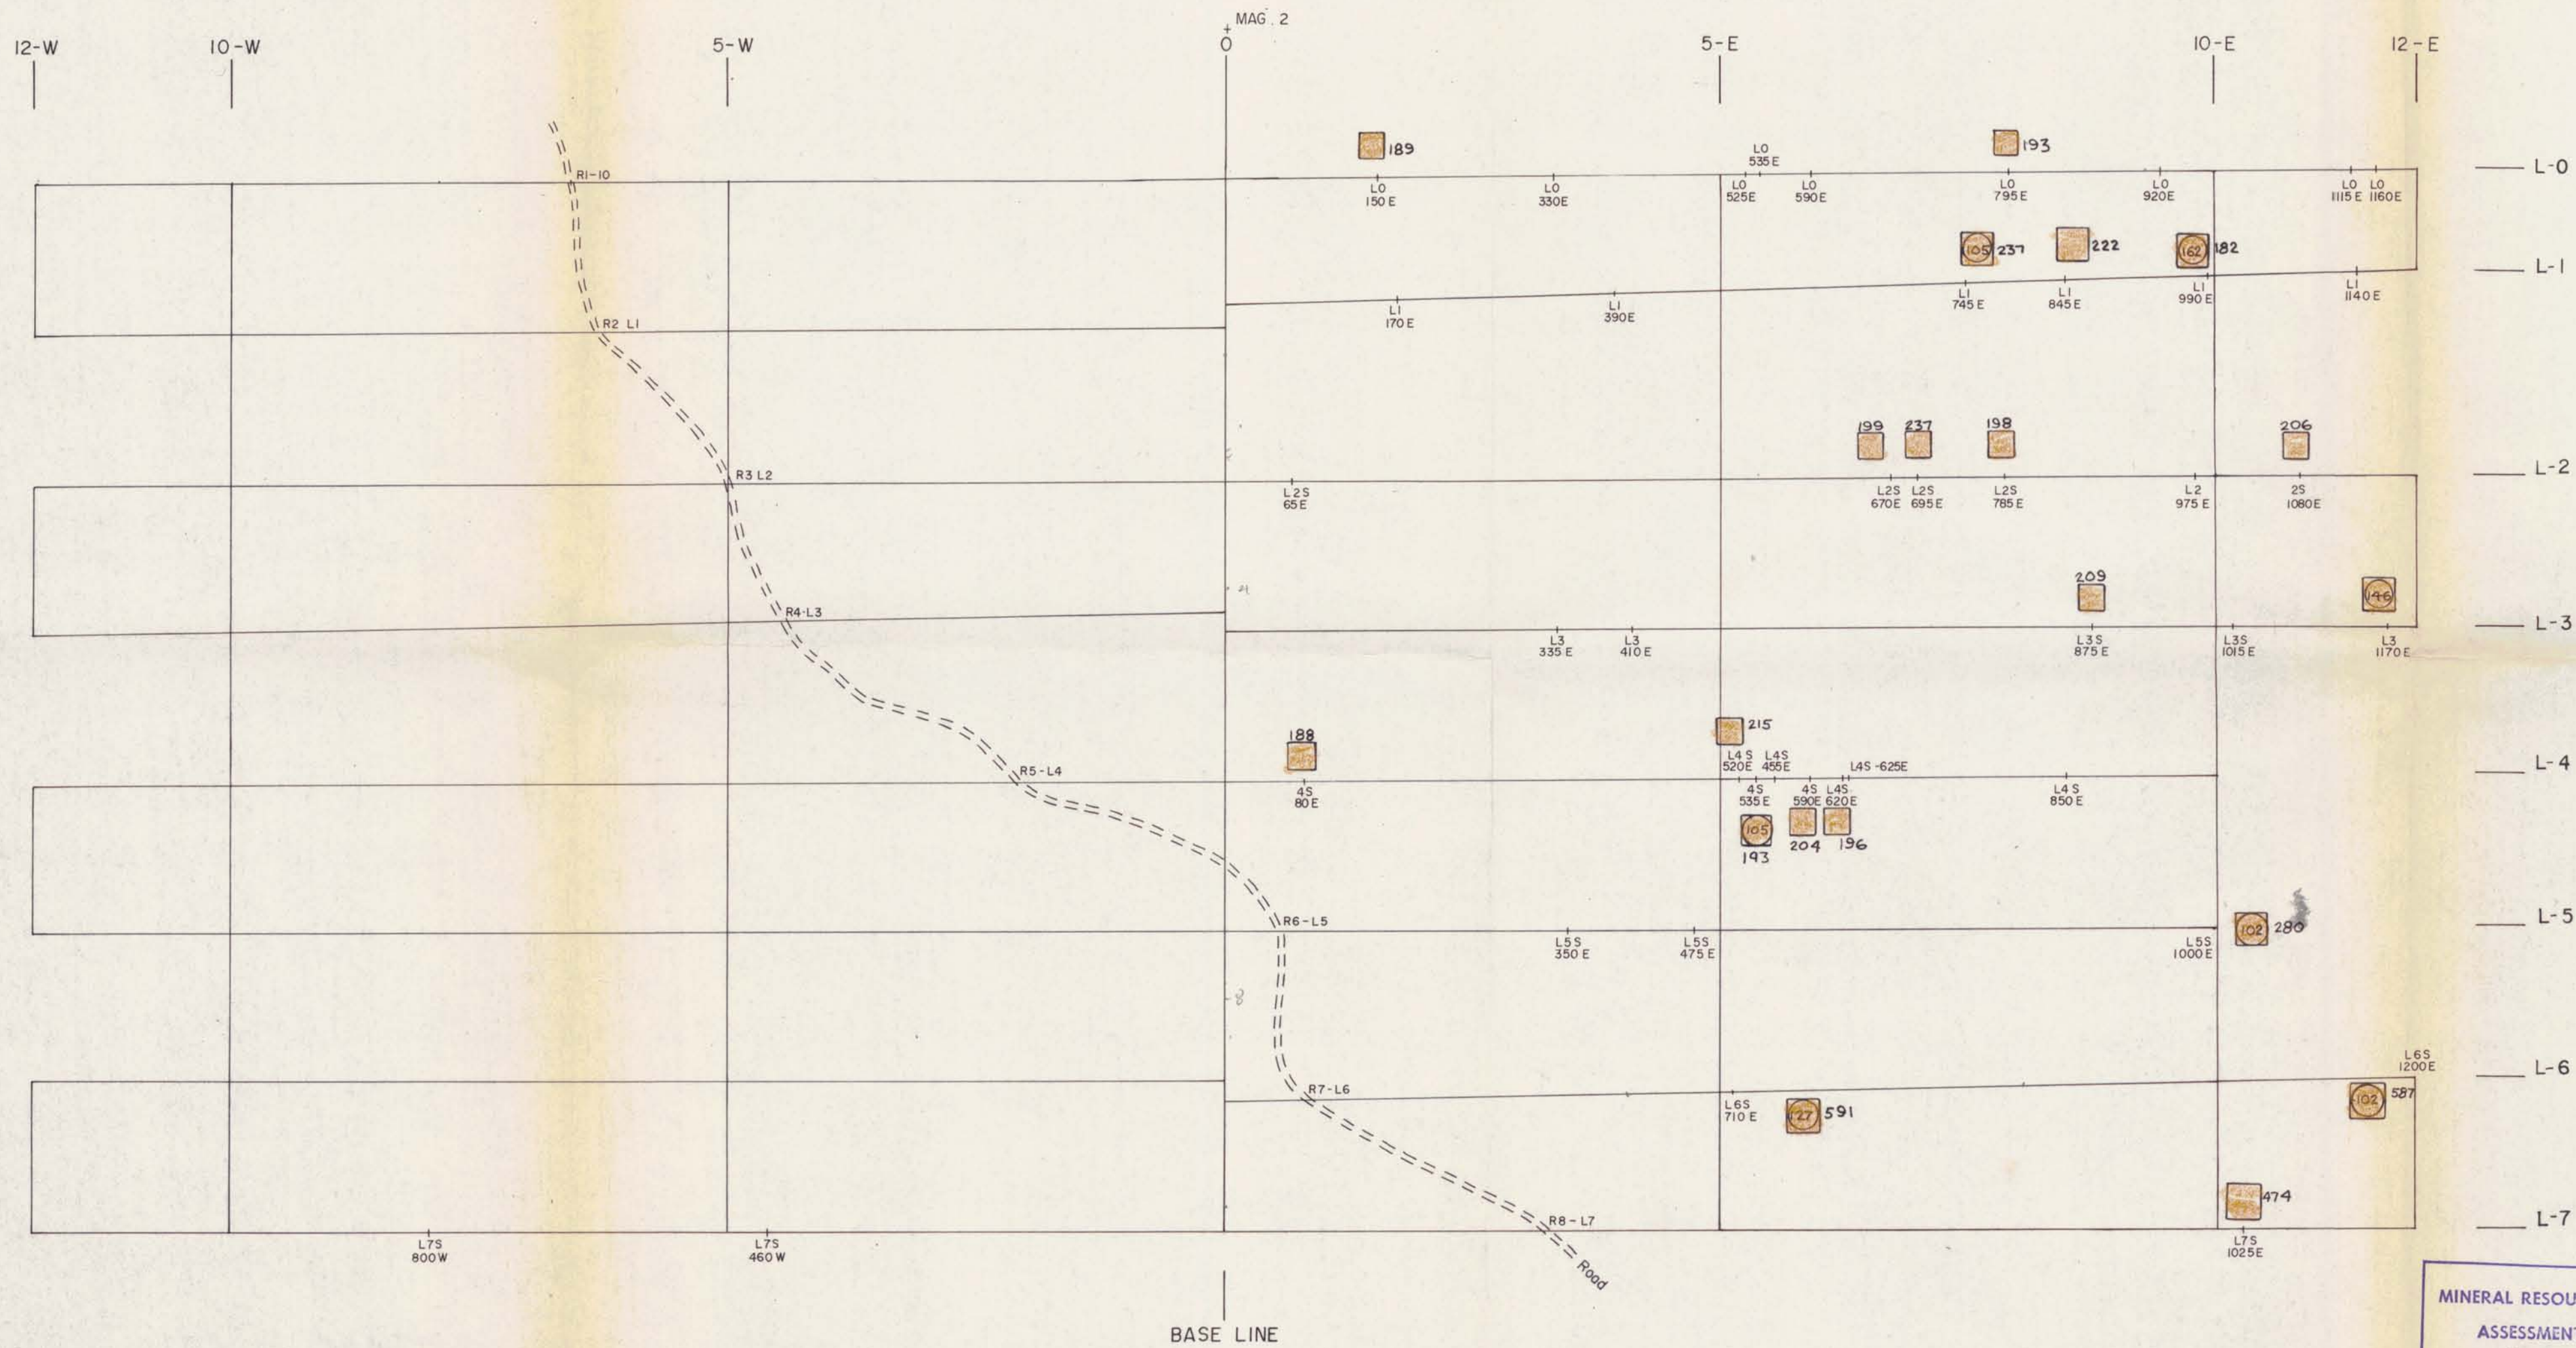 MAG. 2
12-W
10-W
5-W
0
5-E
10-E
12-E
189
193
LO
535E
R1-10
L-0
LO
150E
LO
330E
LO
525E
LO
590E
LO
795E
LO
920E
LO
1115E
LO
1160E
105
237
222
162
182
L-1
L1
170E
L1
390E
L1
745E
L1
845E
L1
990E
L1
1140E
R2 L1
199
237
198
206
R3 L2
L-2
L2S
65E
L2S
670E
L2S
695E
L2S
785E
L2
975E
2S
1080E
209
146
4
R4-L3
L-3
L3
335E
L3
410E
L3S
875E
L3S
1015E
L3
1170E
188
215
L4S
520E
L4S
455E
L4S-625E
R5-L4
L-4
4S
80E
4S
535E
4S
590E
L4S
620E
L4S
850E
105
193
204
196
R6-L5
102
280
L-5
L5S
350E
L5S
475E
L5S
1000E
8
L6S
1200E
L-6
R7-L6
L6S
710E
127
591
102
587
474
R8-L7
L-7
L7S
800W
L7S
460W
L7S
1025E
Road
BASE LINE
MINERAL RESOU
ASSESSMENT